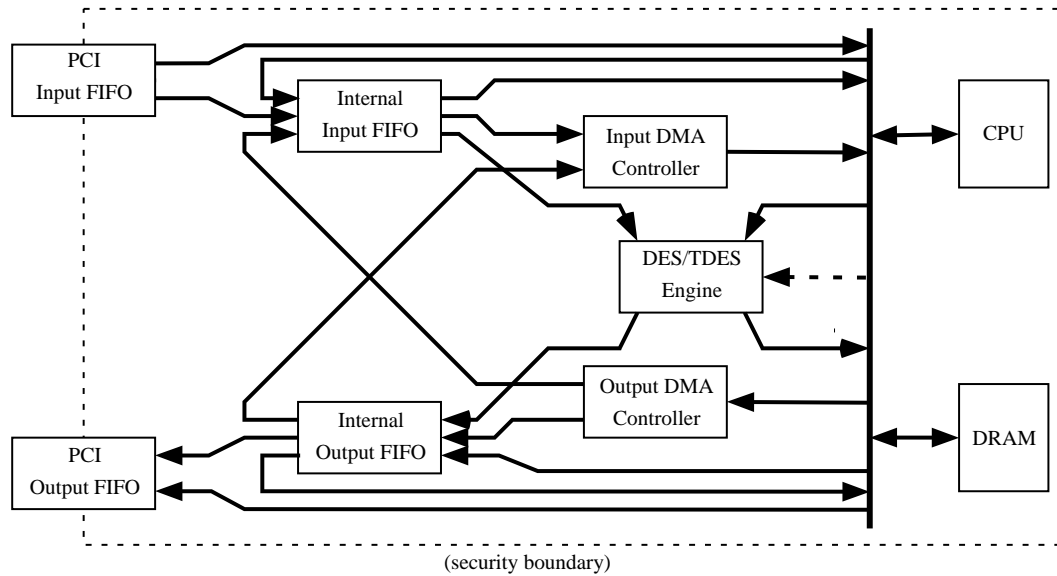 PCI
Input FIFO
Internal
Input FIFO
Input DMA
Controller
CPU
DES/TDES
Engine
Output DMA
Controller
Internal
Output FIFO
PCI
Output FIFO
DRAM
(security boundary)